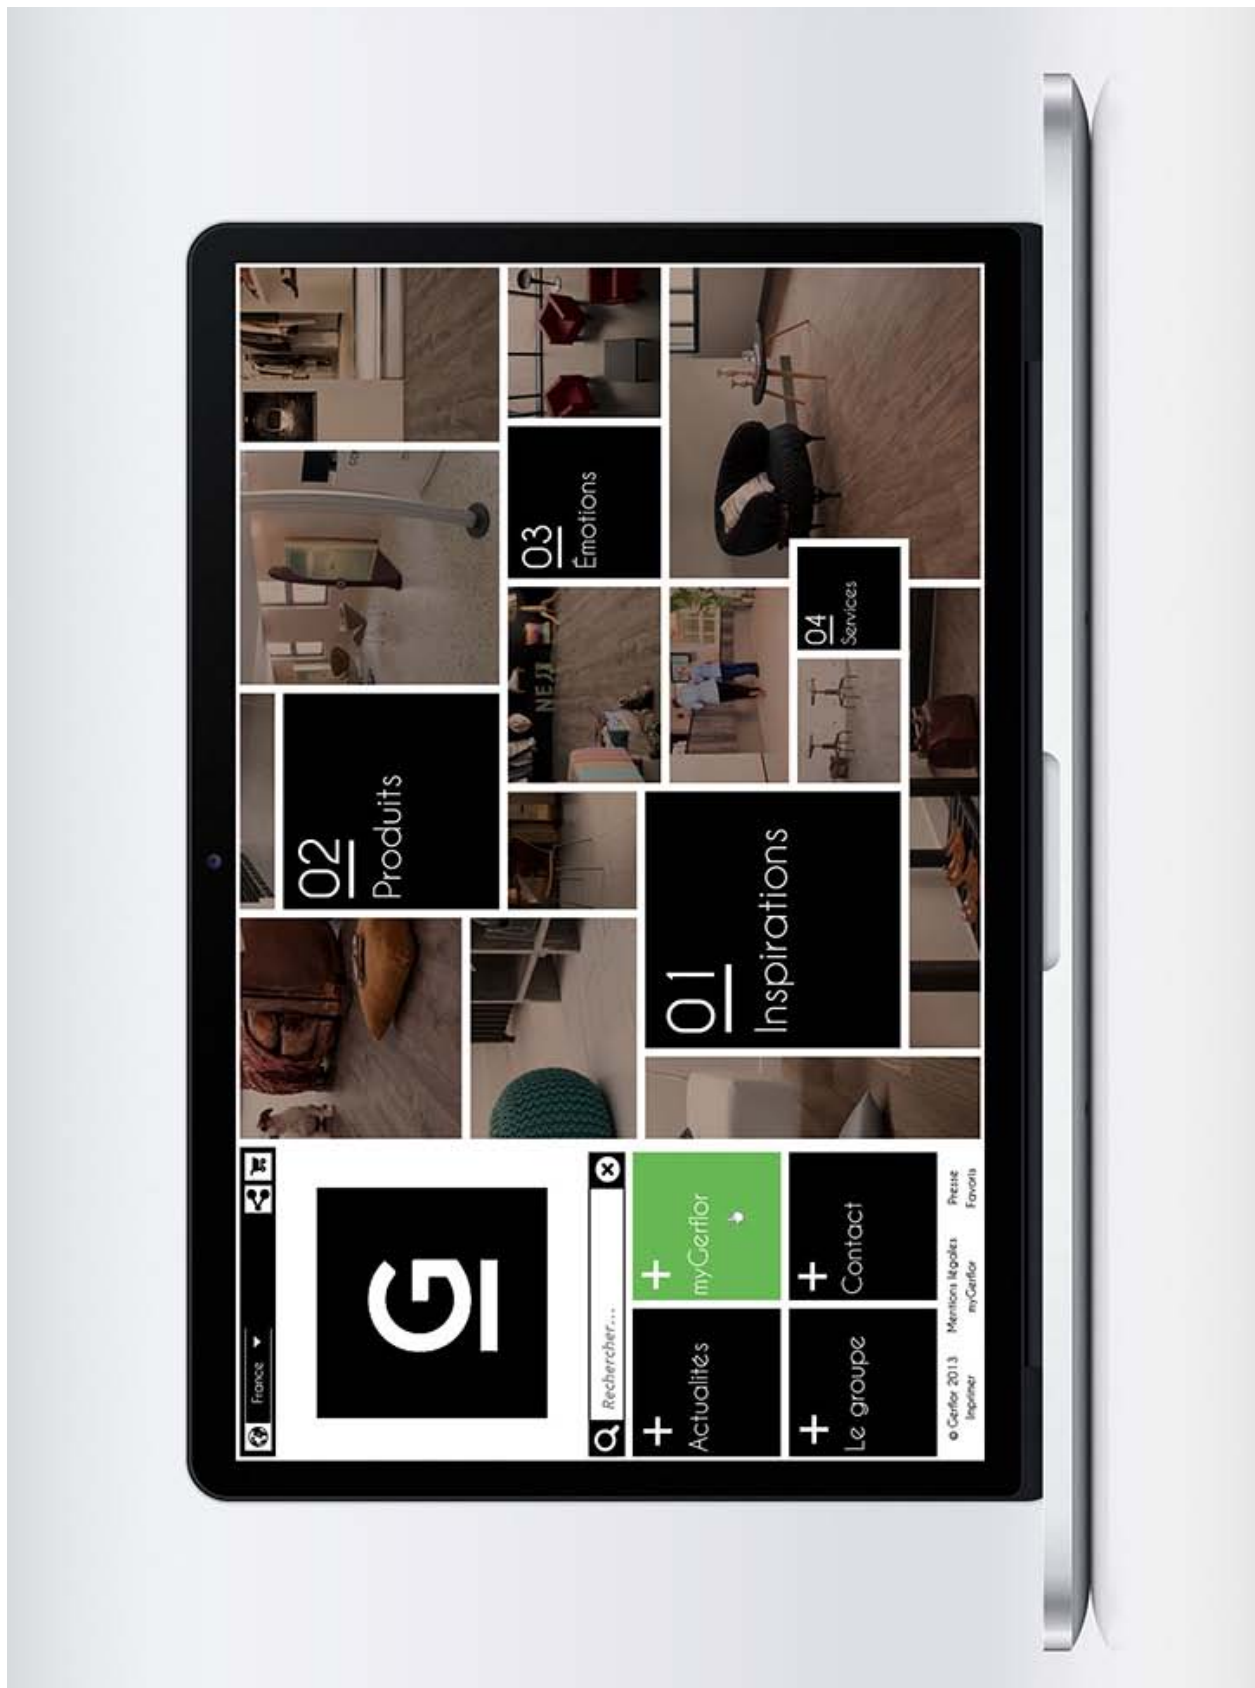 France
G
Rechercher...
+
Actualités
+
myGerflor
+
Le groupe
+
Contact
© Gerflor 2013 Mentions légales Presse
Imprimer myGerflor Favoris
02
Produits
03
Émotions
01
Inspirations
04
Services